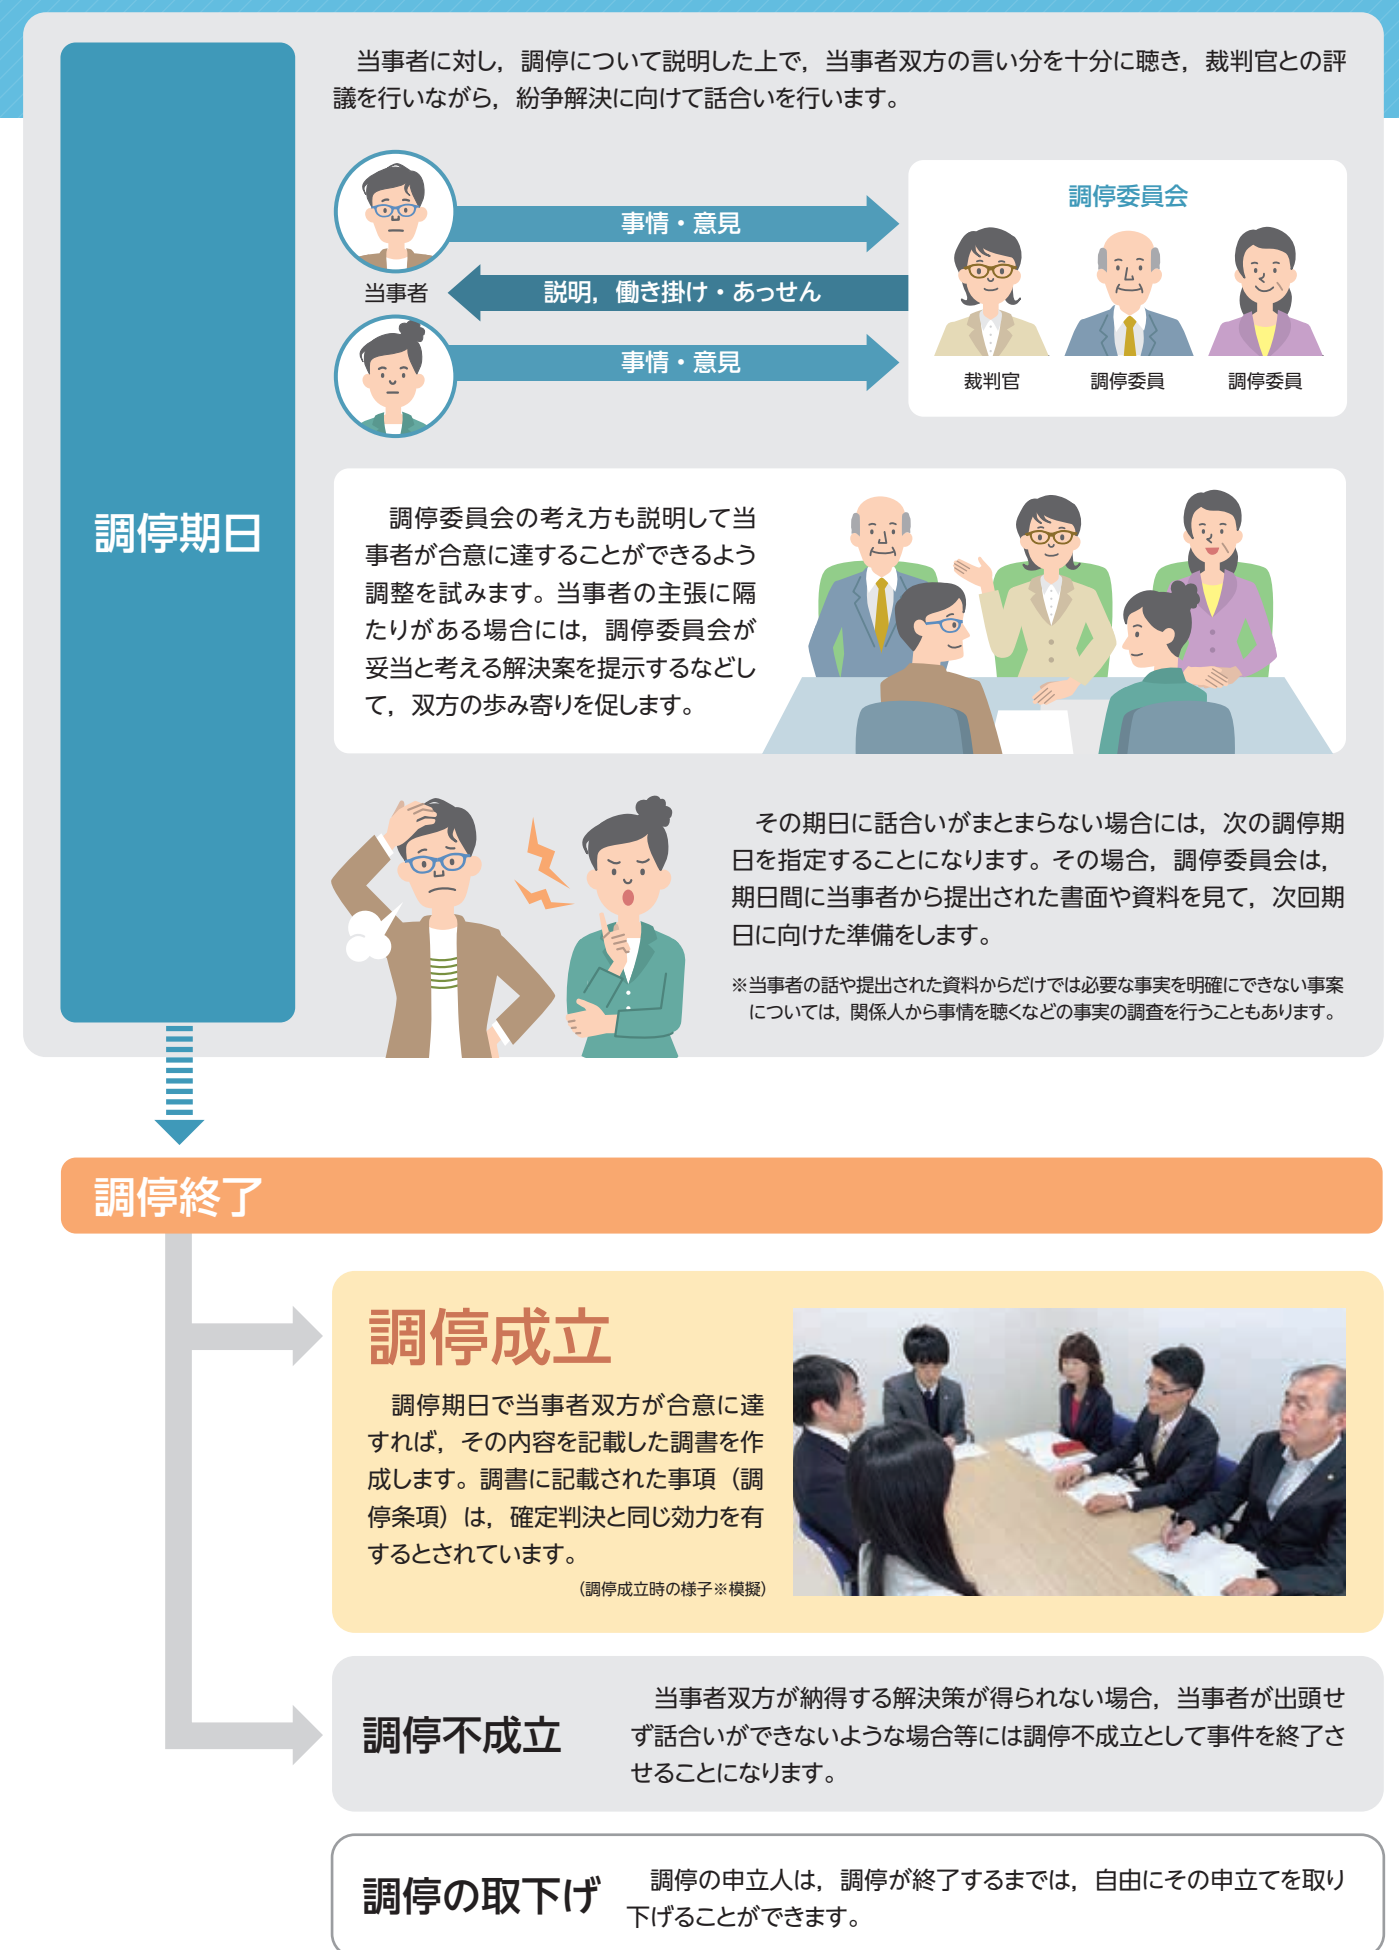 当事者に対し，調停について説明した上で，当事者双方の言い分を十分に聴き，裁判官との評
議を行いながら，紛争解決に向けて話合いを行います。
調停期日
事情・意見
当事者
説明，働き掛け・あっせん
事情・意見
調停委員会
裁判官
調停委員
調停委員
調停委員会の考え方も説明して当
事者が合意に達することができるよう
調整を試みます。当事者の主張に隔
たりがある場合には，調停委員会が
妥当と考える解決案を提示するなどし
て，双方の歩み寄りを促します。
その期日に話合いがまとまらない場合には，次の調停期
日を指定することになります。その場合，調停委員会は，
期日間に当事者から提出された書面や資料を見て，次回期
日に向けた準備をします。
※当事者の話や提出された資料からだけでは必要な事実を明確にできない事案
については，関係人から事情を聴くなどの事実の調査を行うこともあります。
調停終了
調停成立
調停期日で当事者双方が合意に達
すれば，その内容を記載した調書を作
成します。調書に記載された事項（調
停条項）は，確定判決と同じ効力を有
するとされています。
（調停成立時の様子※模擬）
調停不成立
当事者双方が納得する解決策が得られない場合，当事者が出頭せ
ず話合いができないような場合等には調停不成立として事件を終了さ
せることになります。
調停の取下げ
調停の申立人は，調停が終了するまでは，自由にその申立てを取り
下げることができます。